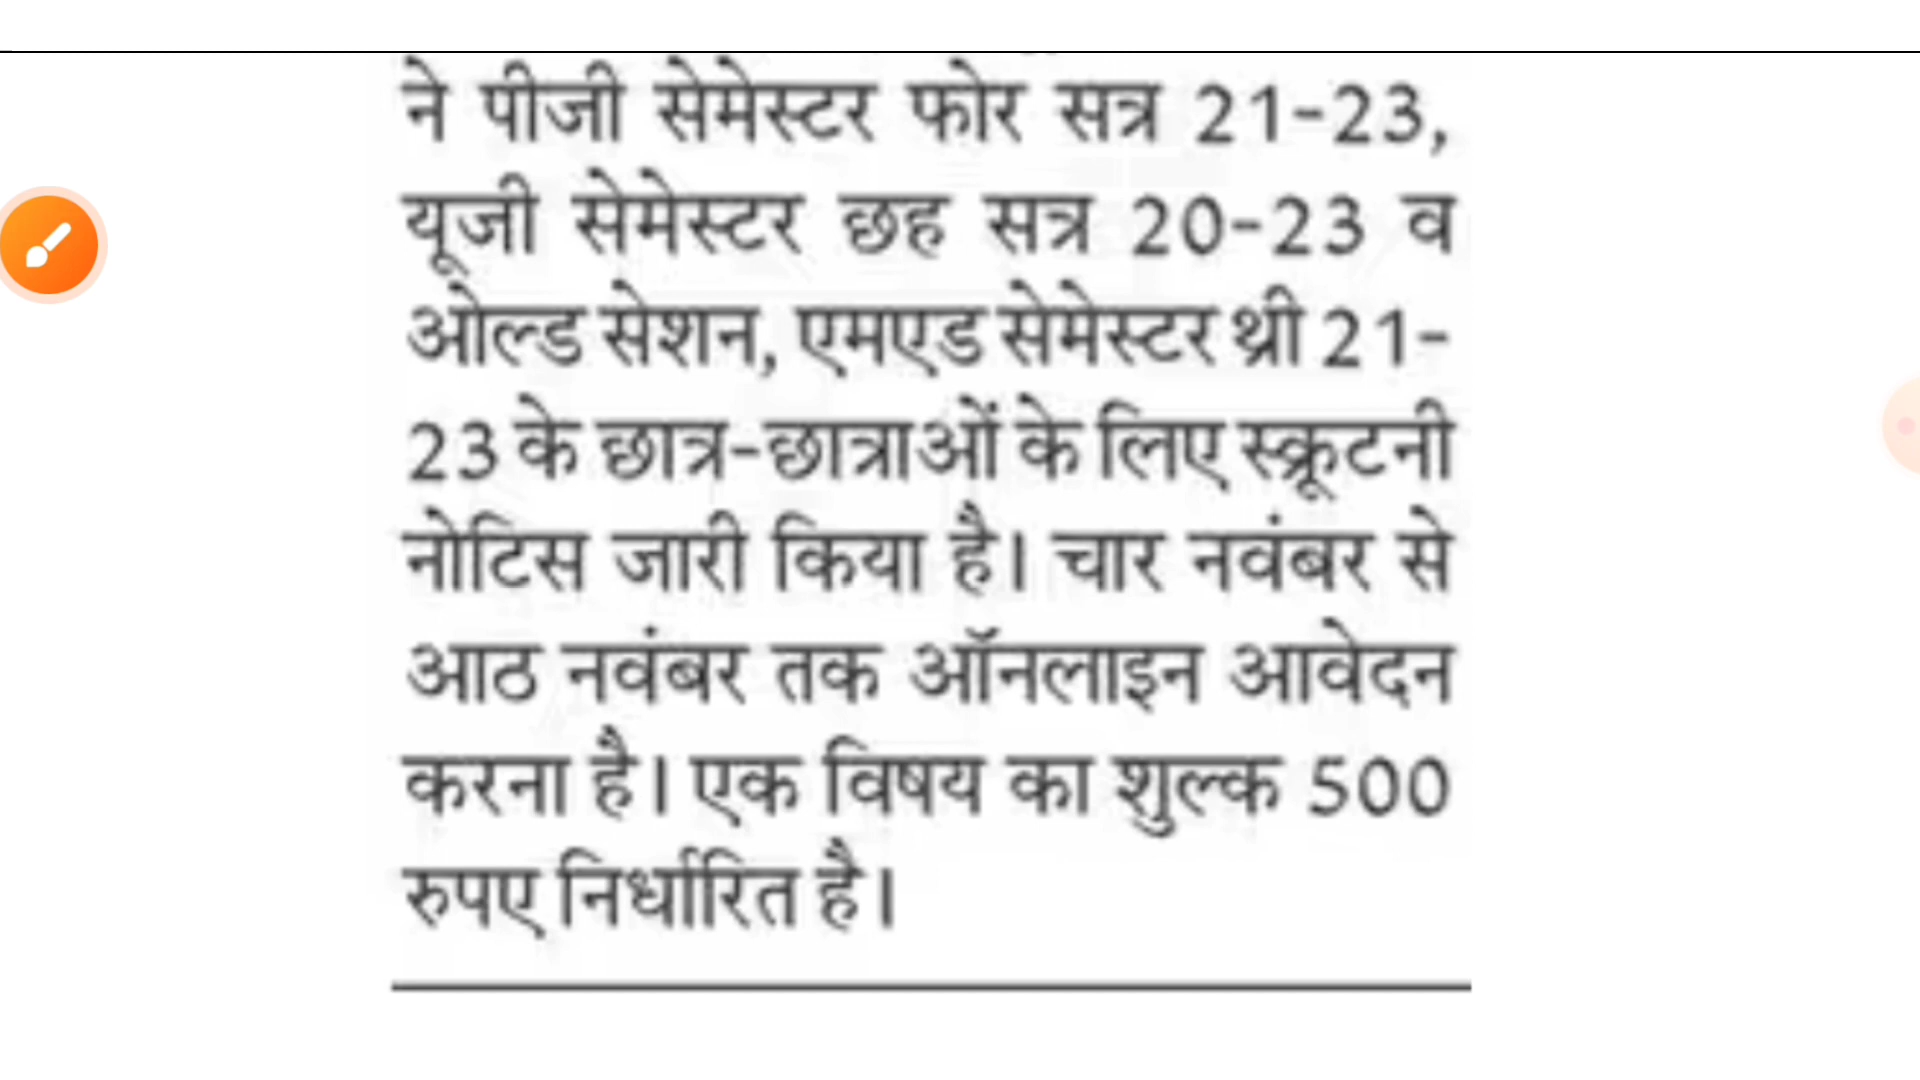 ने पीजी सेमेस्टर फोर सत्र 21-23,
यूजी सेमेस्टर छह सत्र 20-23 व
ओल्ड सेशन, एमएड सेमेस्टर थ्री 21-
23 के छात्र-छात्राओं के लिए स्क्रूटनी
नोटिस जारी किया है। चार नवंबर से
आठ नवंबर तक ऑनलाइन आवेदन
करना है। एक विषय का शुल्क 500
रुपए निर्धारित है।